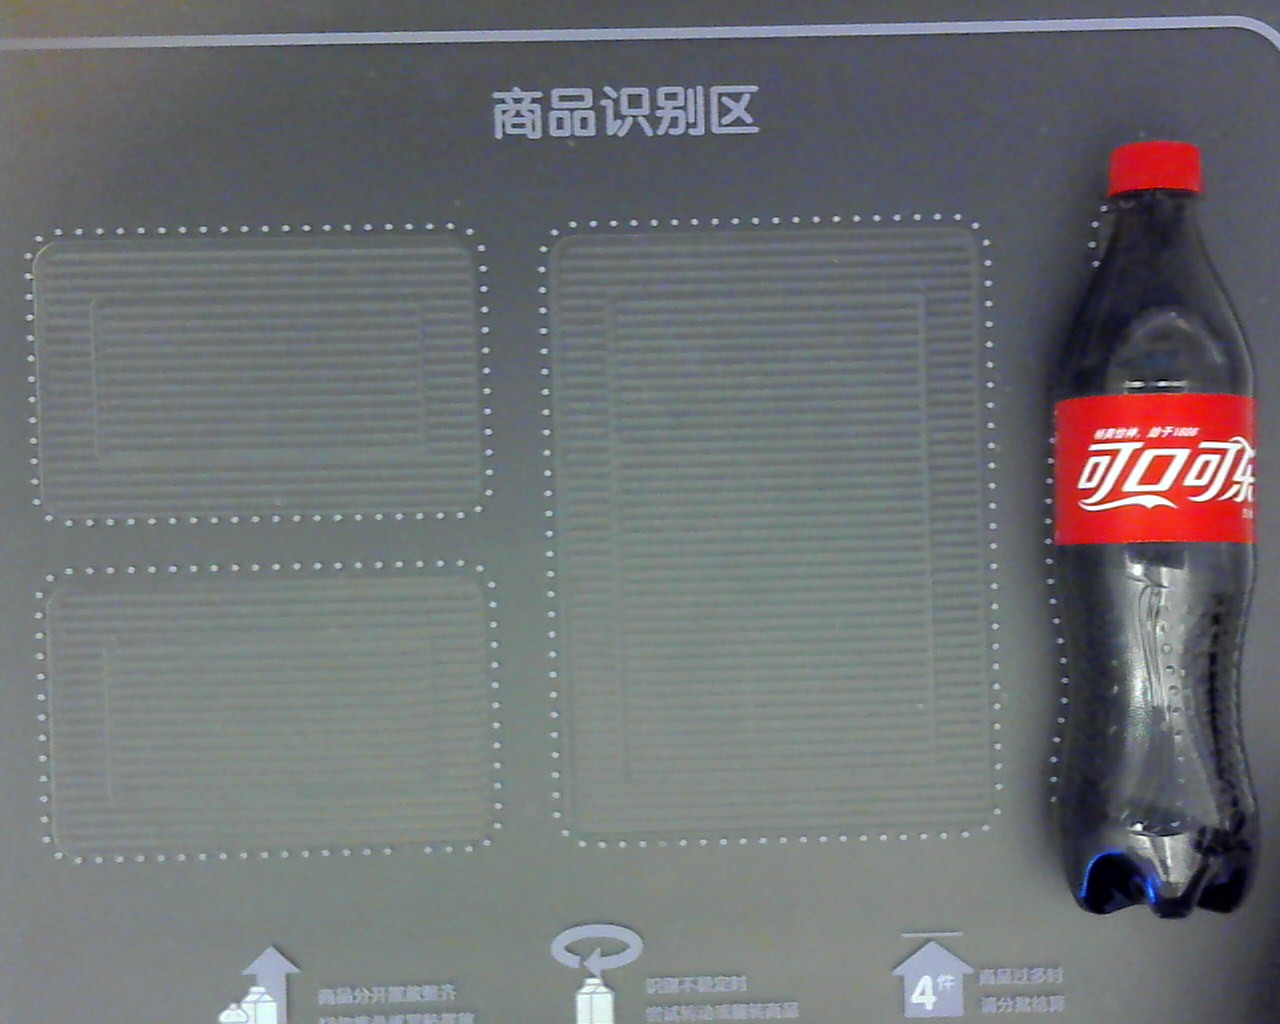 商品识别区
可口可乐
商品分开摆放整齐
识别不稳定时
尝试转动或翻转商品
4件
商品过多时
请分批结算